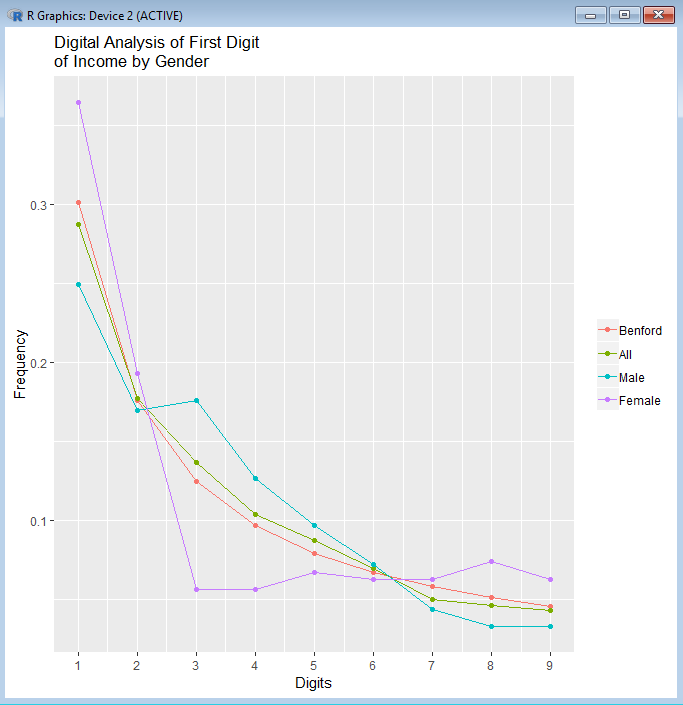 R Graphics: Device 2 (ACTIVE)
Digital Analysis of First Digit
of Income by Gender
Frequency
0.3
0.2
0.1
1 2 3 4 5 6 7 8 9
Digits
Benford
All
Male
Female